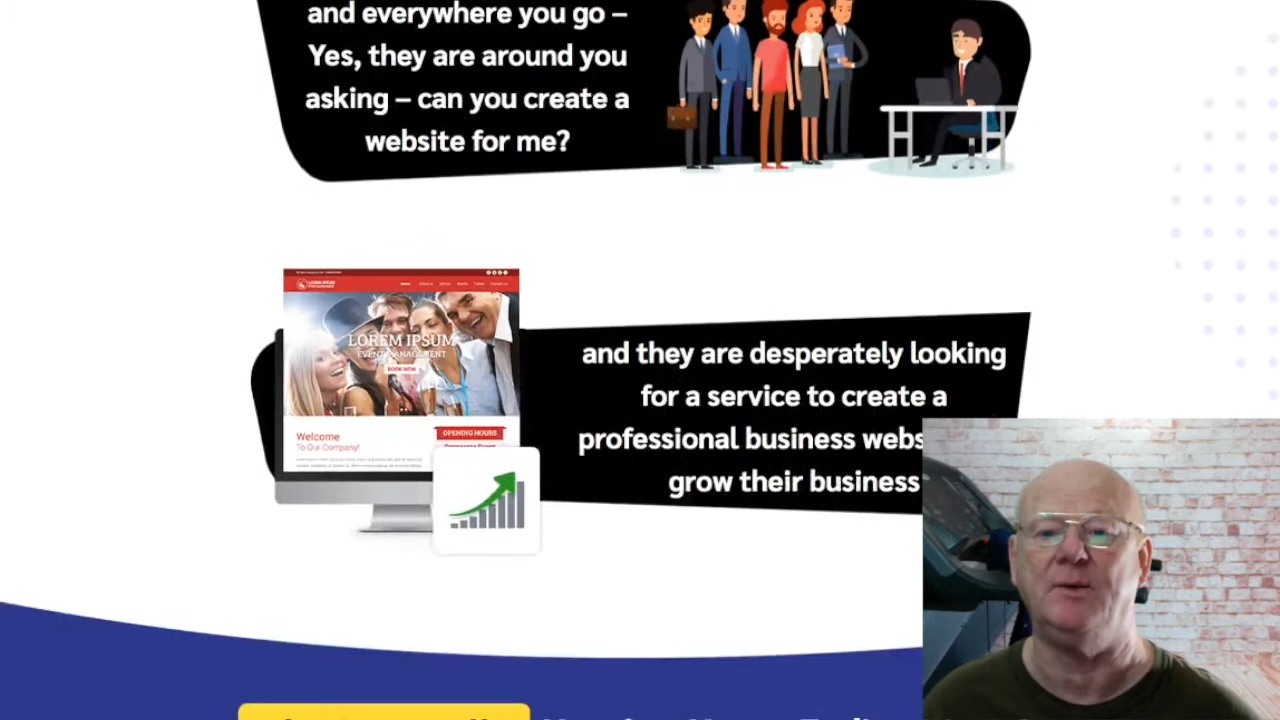 and everywhere you go –
Yes, they are around you
asking – can you create a
website for me?
LOREM IPSUM
EVENT MANAGEMENT
BOOK NOW
Welcome
To Our Company!
OPENING HOURS
and they are desperately looking
for a service to create a
professional business
grow their business